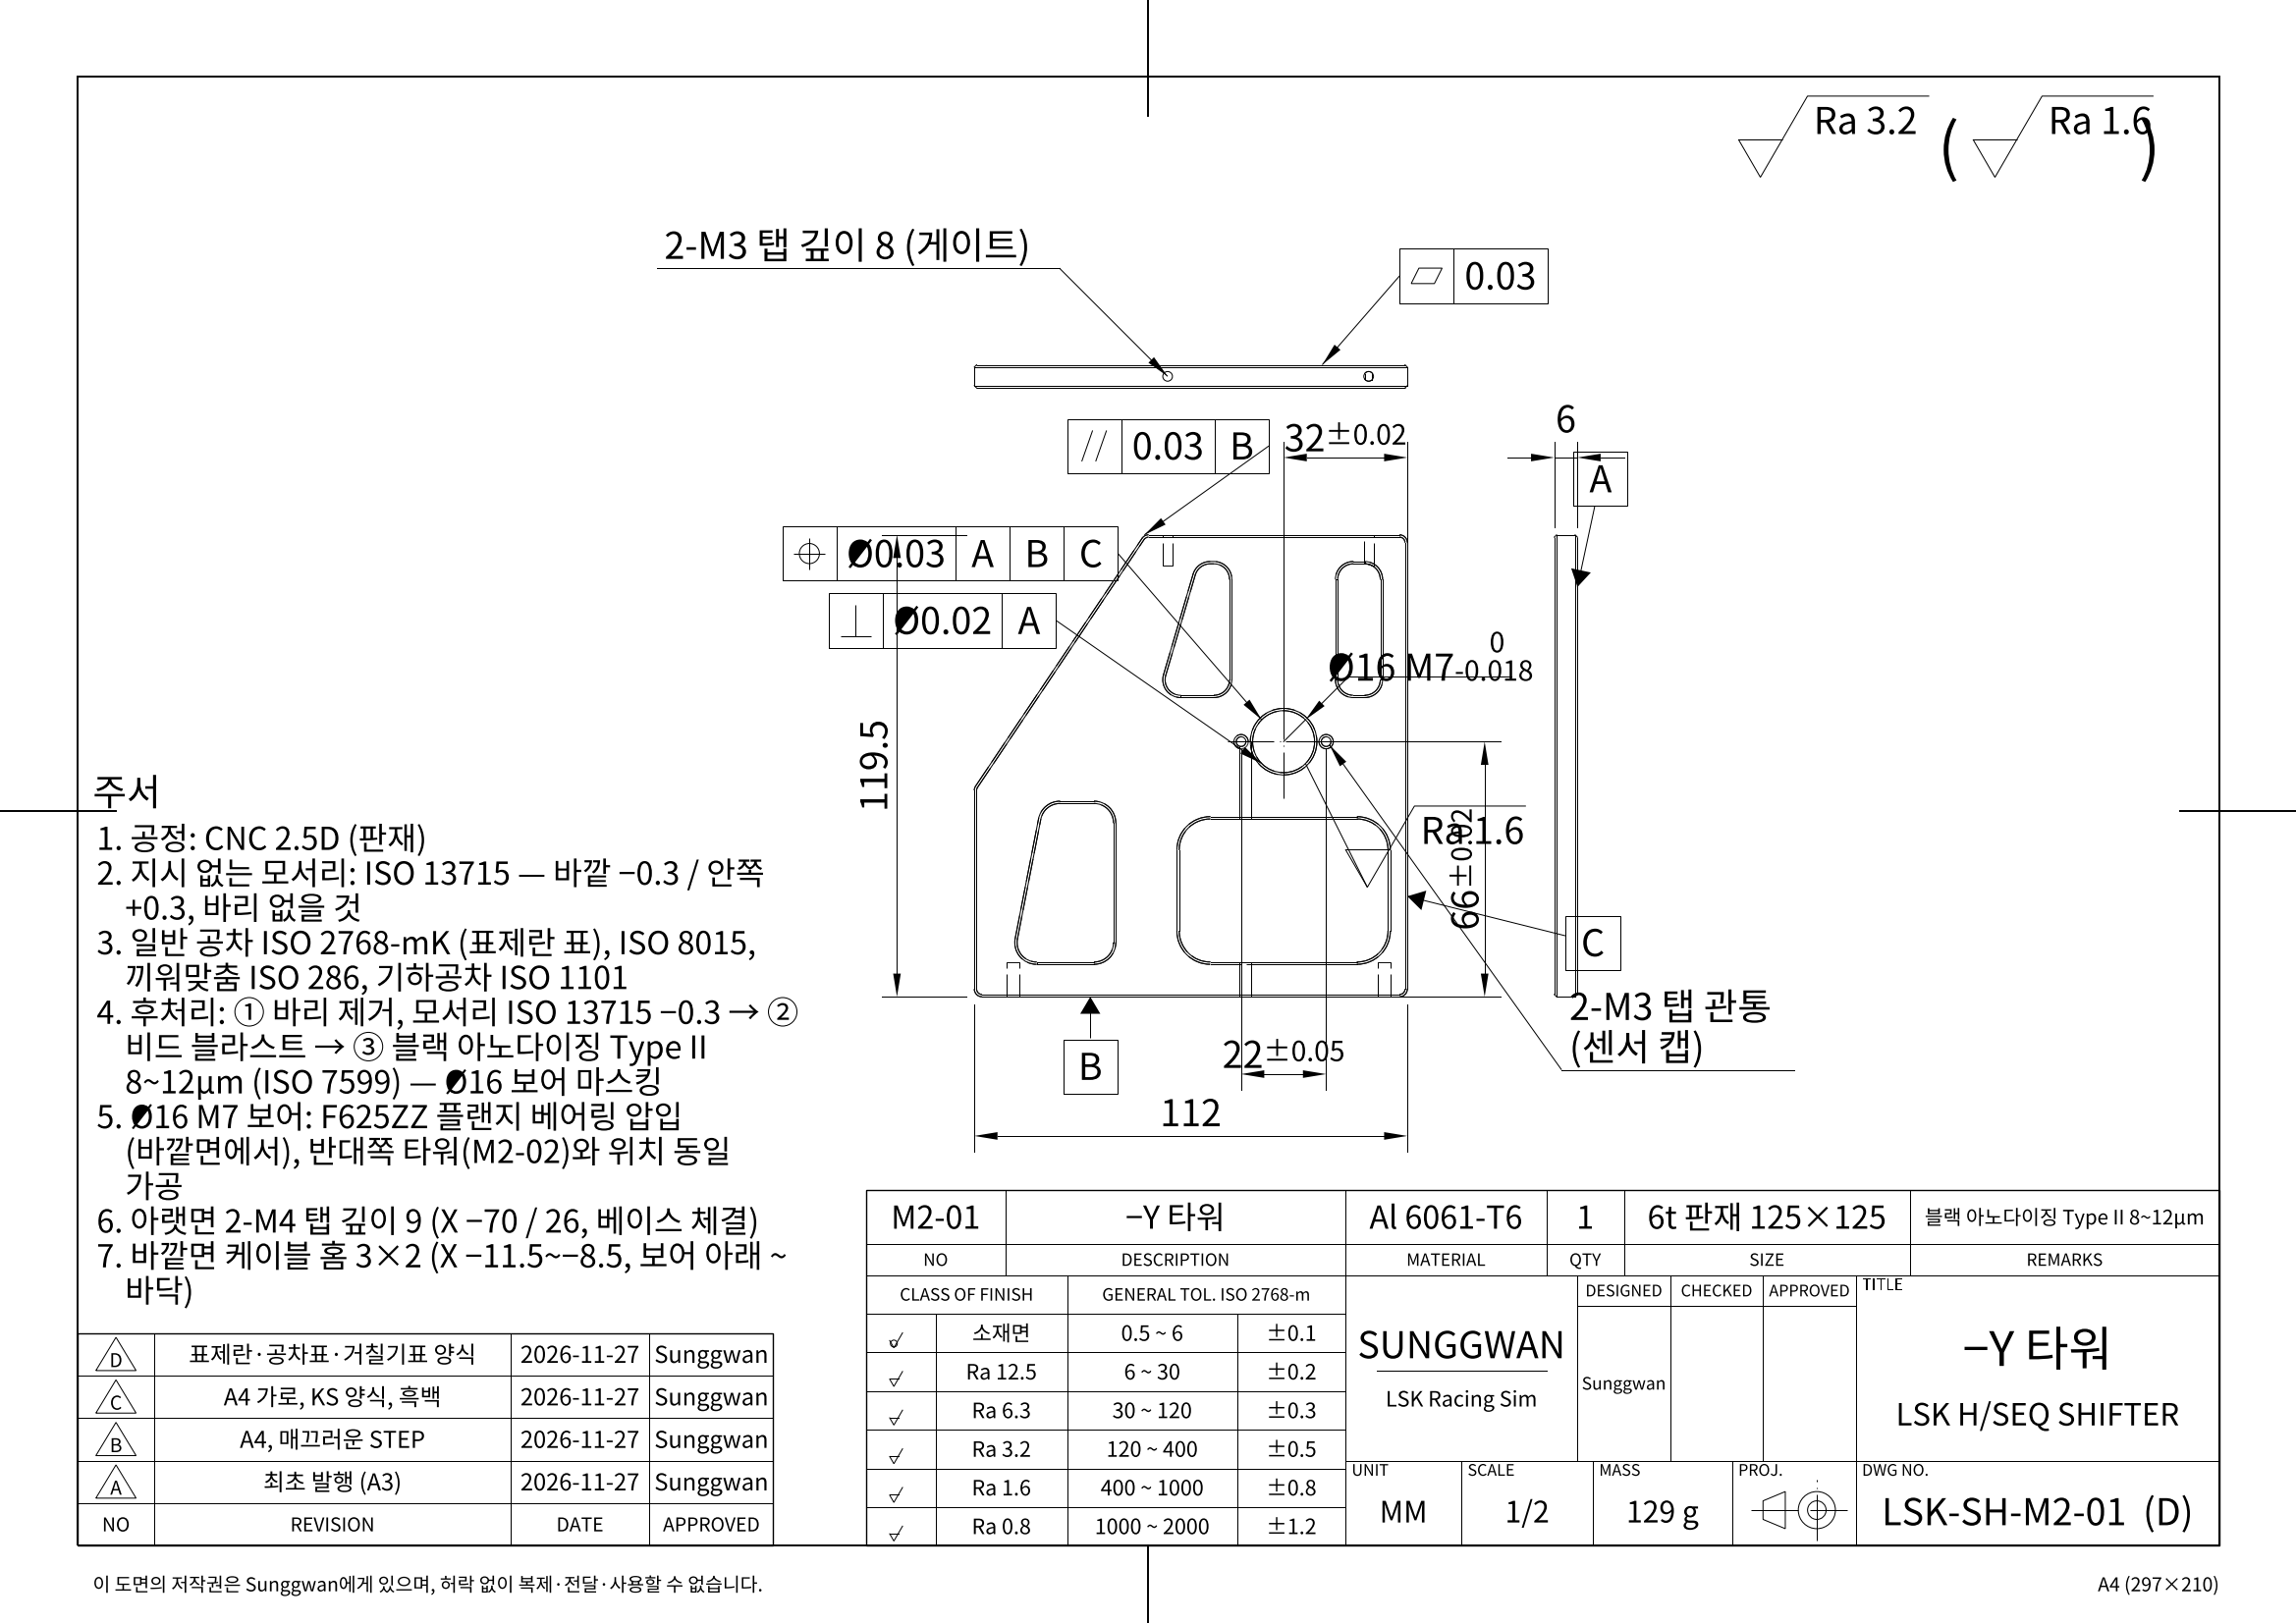 Ra 3.2 ( Ra 1.6 )
2-M3 탭 깊이 8 (게이트)
0.03
6
// 0.03 B
32±0.02
A
Ø0.03 A B C
Ø0.02 A
0
Ø16 M7-0.018
119.5
Ra 1.6
66±0.02
C
2-M3 탭 관통
(센서 캡)
B
22±0.05
112
주서
1. 공정: CNC 2.5D (판재)
2. 지시 없는 모서리: ISO 13715 — 바깥 −0.3 / 안쪽
+0.3, 바리 없을 것
3. 일반 공차 ISO 2768-mK (표제란 표), ISO 8015,
끼워맞춤 ISO 286, 기하공차 ISO 1101
4. 후처리: ① 바리 제거, 모서리 ISO 13715 −0.3 → ②
비드 블라스트 → ③ 블랙 아노다이징 Type II
8~12μm (ISO 7599) — Ø16 보어 마스킹
5. Ø16 M7 보어: F625ZZ 플랜지 베어링 압입
(바깥면에서), 반대쪽 타워(M2-02)와 위치 동일
가공
6. 아랫면 2-M4 탭 깊이 9 (X −70 / 26, 베이스 체결)
7. 바깥면 케이블 홈 3×2 (X −11.5~−8.5, 보어 아래 ~
바닥)
D 표제란·공차표·거칠기표 양식 2026-11-27 Sunggwan
C A4 가로, KS 양식, 흑백 2026-11-27 Sunggwan
B A4, 매끄러운 STEP 2026-11-27 Sunggwan
A 최초 발행 (A3) 2026-11-27 Sunggwan
NO REVISION DATE APPROVED
M2-01 −Y 타워 Al 6061-T6 1 6t 판재 125×125 블랙 아노다이징 Type II 8~12μm
NO DESCRIPTION MATERIAL QTY SIZE REMARKS
CLASS OF FINISH GENERAL TOL. ISO 2768-m
소재면 0.5 ~ 6 ±0.1
Ra 12.5 6 ~ 30 ±0.2
Ra 6.3 30 ~ 120 ±0.3
Ra 3.2 120 ~ 400 ±0.5
Ra 1.6 400 ~ 1000 ±0.8
Ra 0.8 1000 ~ 2000 ±1.2
SUNGGWAN
LSK Racing Sim
DESIGNED CHECKED APPROVED
Sunggwan
TITLE
−Y 타워
LSK H/SEQ SHIFTER
UNIT SCALE MASS PROJ. DWG NO.
MM 1/2 129 g LSK-SH-M2-01 (D)
이 도면의 저작권은 Sunggwan에게 있으며, 허락 없이 복제·전달·사용할 수 없습니다.
A4 (297×210)